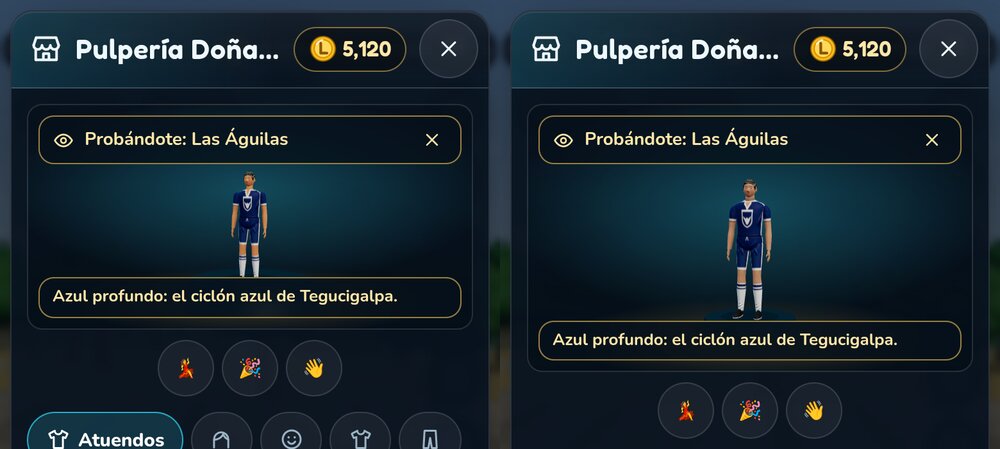 Pulpería Doña...
5,120
Probándote: Las Águilas
Azul profundo: el ciclón azul de Tegucigalpa.
Atuendos
Pulpería Doña...
5,120
Probándote: Las Águilas
Azul profundo: el ciclón azul de Tegucigalpa.